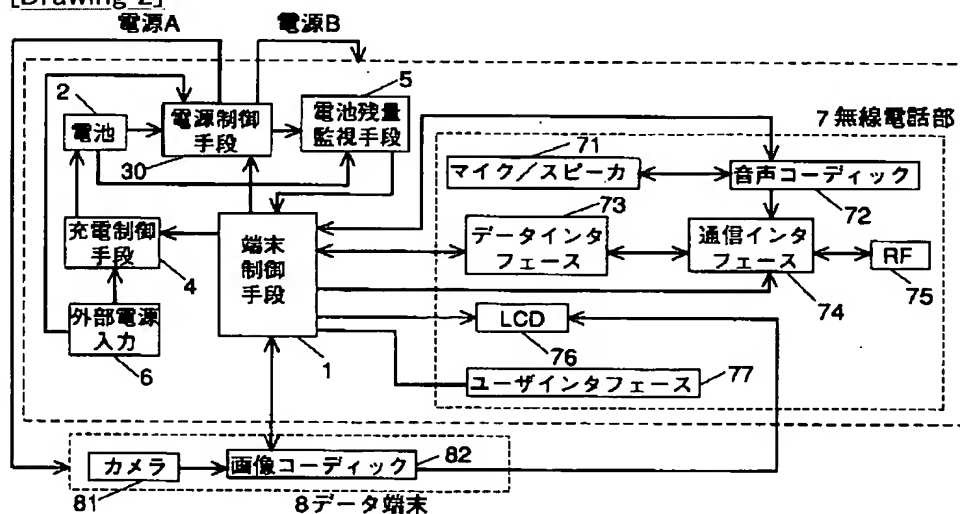 [Drawing 2]
電源A
電源B
2
電池
電源制御
手段
30
5
電池残量
監視手段
7無線電話部
71
マイク/スピーカ
音声コーディック
72
73
データインタ
フェース
通信インタ
フェース
74
RF
75
充電制御
手段
4
端末
制御
手段
1
外部電源
入力
6
LCD
76
ユーザインタフェース
77
カメラ
81
画像コーディック
82
8データ端末